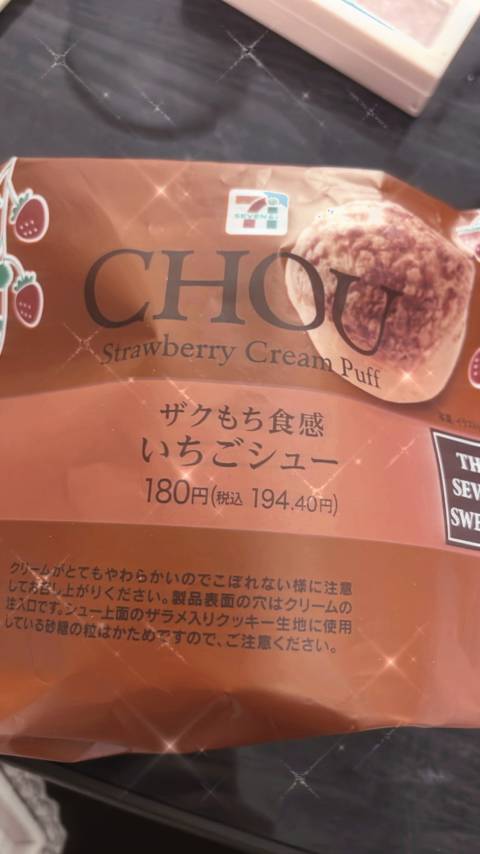 SEVEN&i
CHOU
Strawberry Cream Puff
ザクもち食感
いちごシュー
180円(税込 194.40円)
TH
SEV
SWE
クリームがとてもやわらかいのでこぼれない様に注意
してお召し上がりください。製品表面の穴はクリームの
注入口です。シュー上面のザラメ入りクッキー生地に使用
している砂糖の粒はかためですので、ご注意ください。